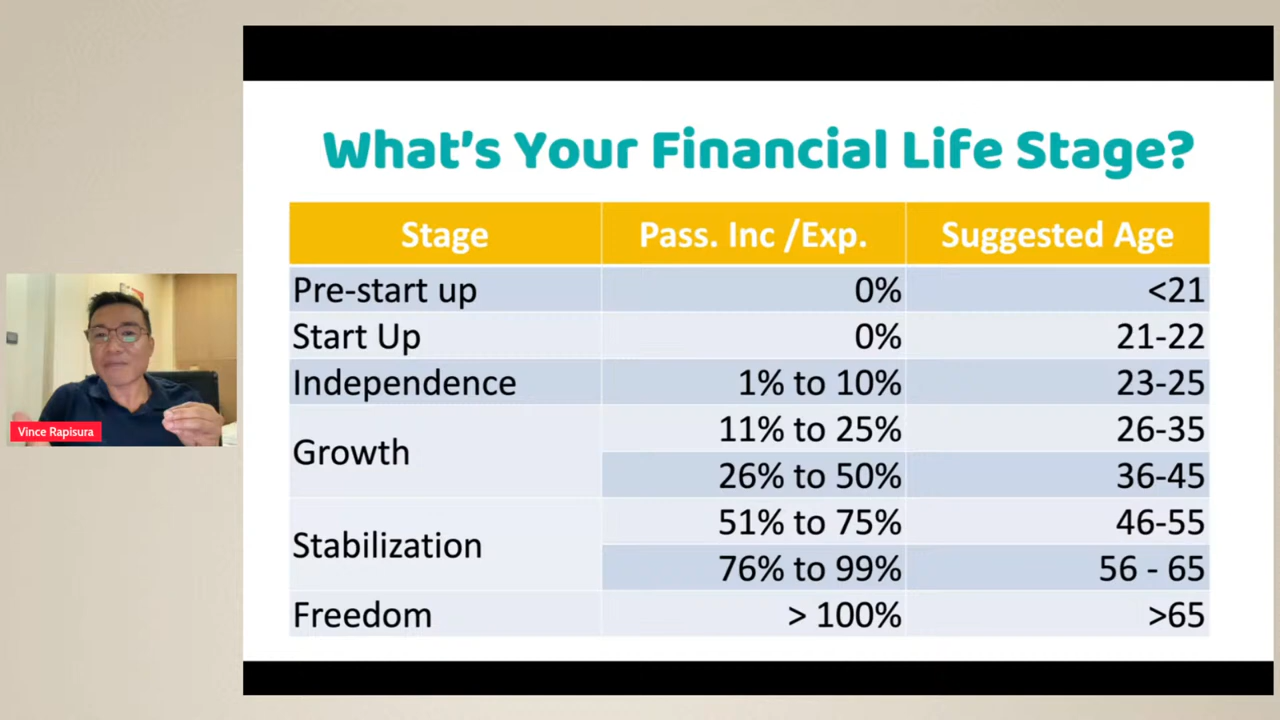 What's Your Financial Life Stage?
Stage Pass. Inc /Exp. Suggested Age
Pre-start up 0% <21
Start Up 0% 21-22
Independence 1% to 10% 23-25
Growth 11% to 25% 26-35
26% to 50% 36-45
Stabilization 51% to 75% 46-55
76% to 99% 56 - 65
Freedom > 100% >65
Vince Rapisura